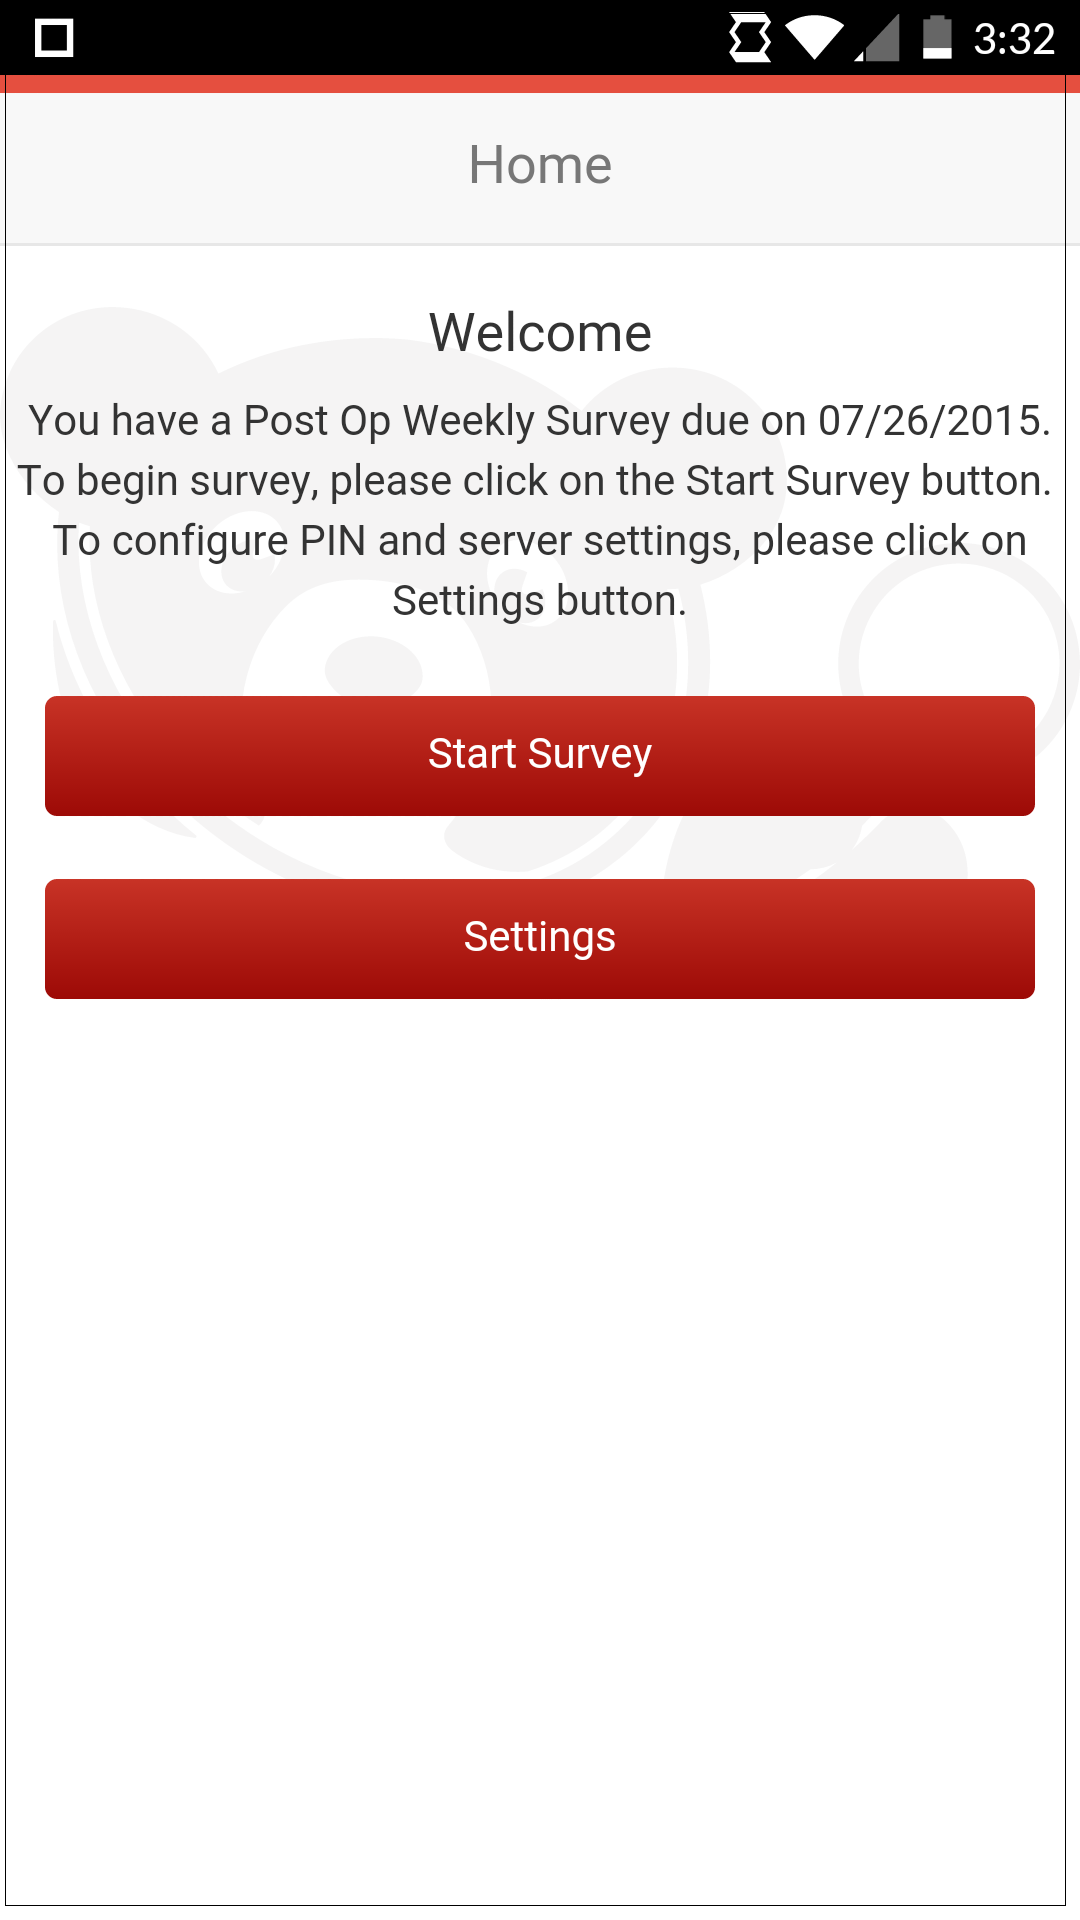 3:32
Home
Welcome
You have a Post Op Weekly Survey due on 07/26/2015.
To begin survey, please click on the Start Survey button.
To configure PIN and server settings, please click on
Settings button.
Start Survey
Settings